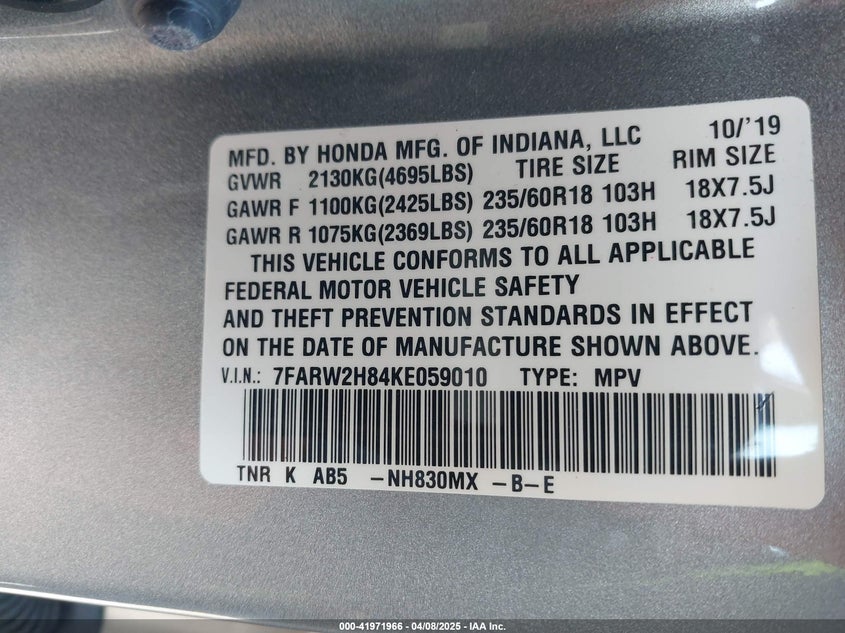 MFD. BY HONDA MFG. OF INDIANA, LLC 10/'19
GVWR 2130KG(4695LBS) TIRE SIZE RIM SIZE
GAWR F 1100KG(2425LBS) 235/60R18 103H 18X7.5J
GAWR R 1075KG(2369LBS) 235/60R18 103H 18X7.5J
THIS VEHICLE CONFORMS TO ALL APPLICABLE
FEDERAL MOTOR VEHICLE SAFETY
AND THEFT PREVENTION STANDARDS IN EFFECT
ON THE DATE OF MANUFACTURE SHOWN ABOVE.
V.I.N.: 7FARW2H84KE059010 TYPE: MPV
TNR K AB5 -NH830MX -B-E
000-41971966 - 04/08/2025 - IAA Inc.